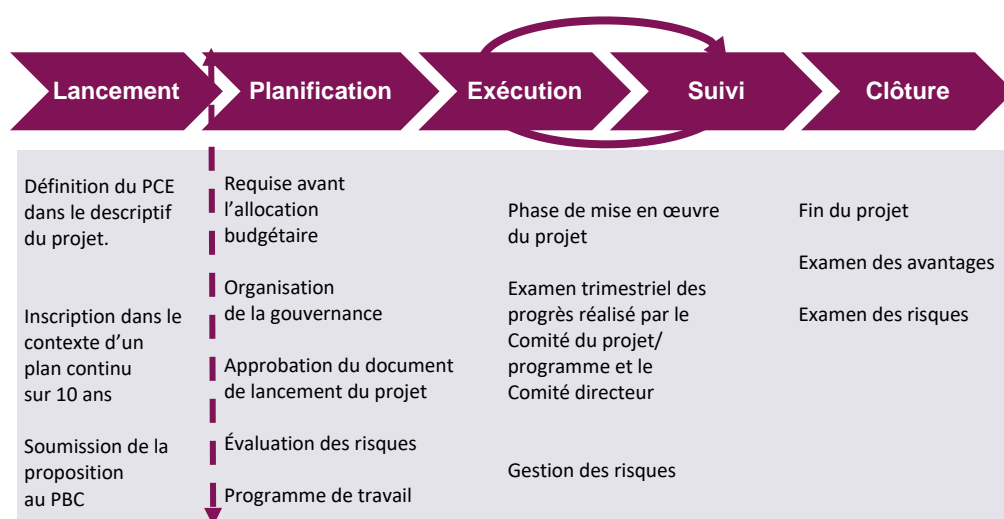 Lancement
Planification
Exécution
Suivi
Clôture
Définition du PCE
dans le descriptif
du projet.
Inscription dans le
contexte d'un
plan continu
sur 10 ans
Soumission de la
proposition
au PBC
Requise avant
l'allocation
budgétaire
Organisation
de la gouvernance
Approbation du document
de lancement du projet
Évaluation des risques
Programme de travail
Phase de mise en œuvre
du projet
Examen trimestriel des
progrès réalisé par le
Comité du projet/
programme et le
Comité directeur
Gestion des risques
Fin du projet
Examen des avantages
Examen des risques